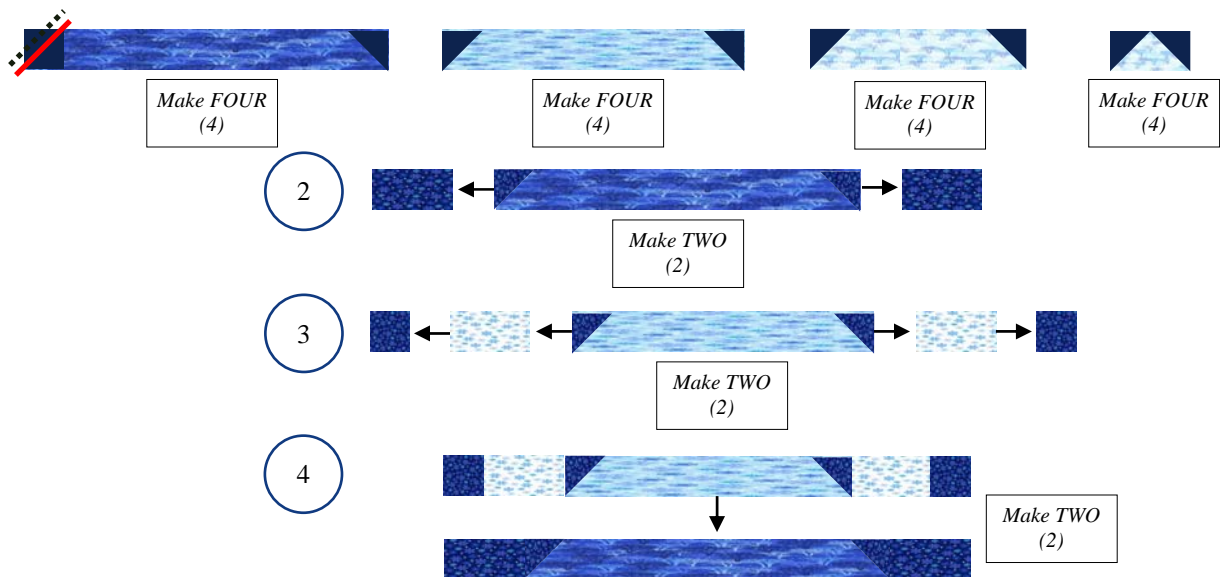 Make FOUR
(4)
Make FOUR
(4)
Make FOUR
(4)
Make FOUR
(4)
2
Make TWO
(2)
3
Make TWO
(2)
4
Make TWO
(2)